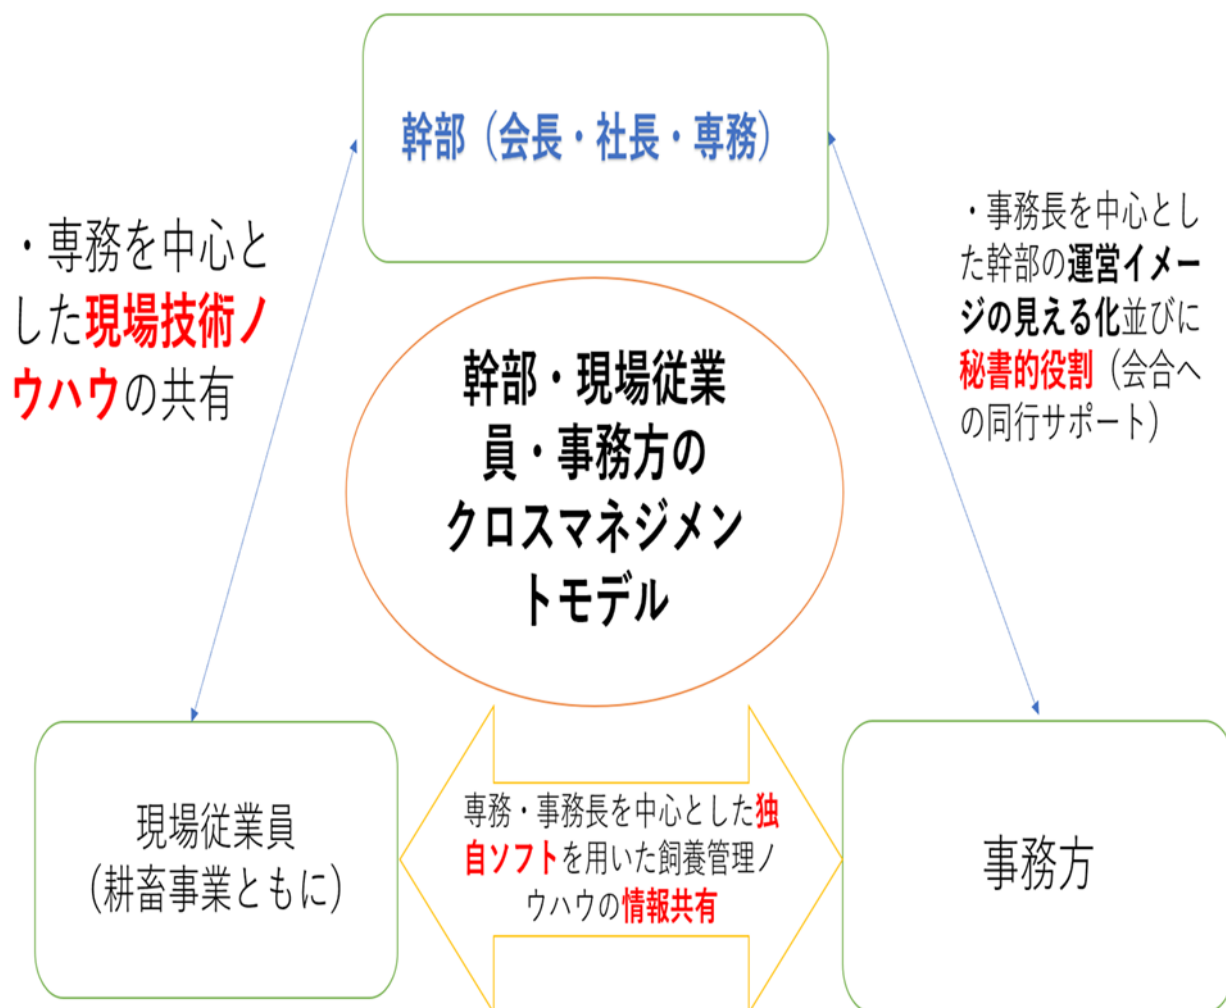 幹部（会長・社長・専務）
・専務を中心と
した現場技術ノ
ウハウの共有
・事務長を中心とし
た幹部の運営イメー
ジの見える化並びに
秘書的役割（会合へ
の同行サポート）
幹部・現場従業
員・事務方の
クロスマネジメン
トモデル
現場従業員
（耕畜事業ともに）
専務・事務長を中心とした独
自ソフトを用いた飼養管理ノ
ウハウの情報共有
事務方